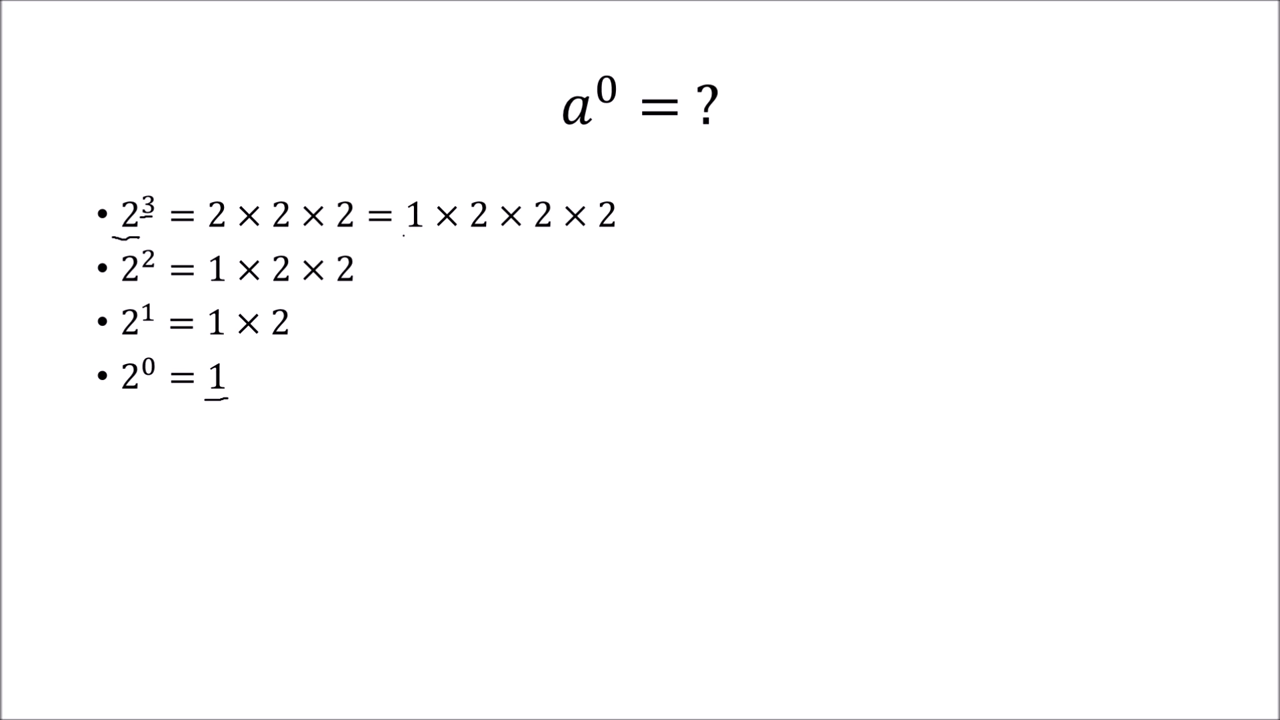 a⁰ = ?
• 2³ = 2 × 2 × 2 = 1 × 2 × 2 × 2
• 2² = 1 × 2 × 2
• 2¹ = 1 × 2
• 2⁰ = 1